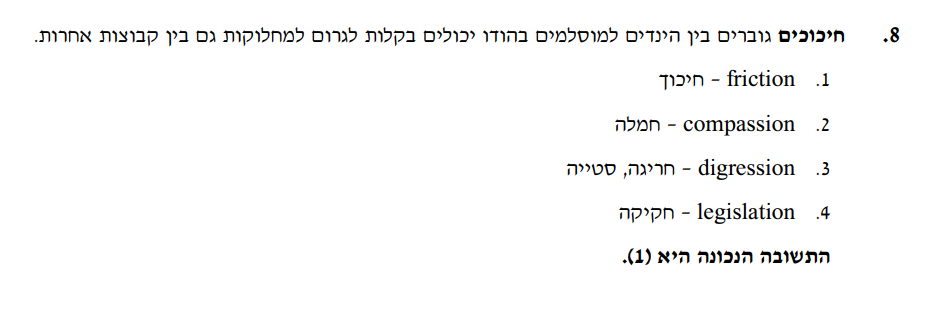 8. חיכוכים גוברים בין הינדים למוסלמים בהודו יכולים בקלות לגרום למחלוקות גם בין קבוצות אחרות.
1. friction – חיכוך
2. compassion – חמלה
3. digression – חריגה, סטייה
4. legislation – חקיקה
התשובה הנכונה היא (1).